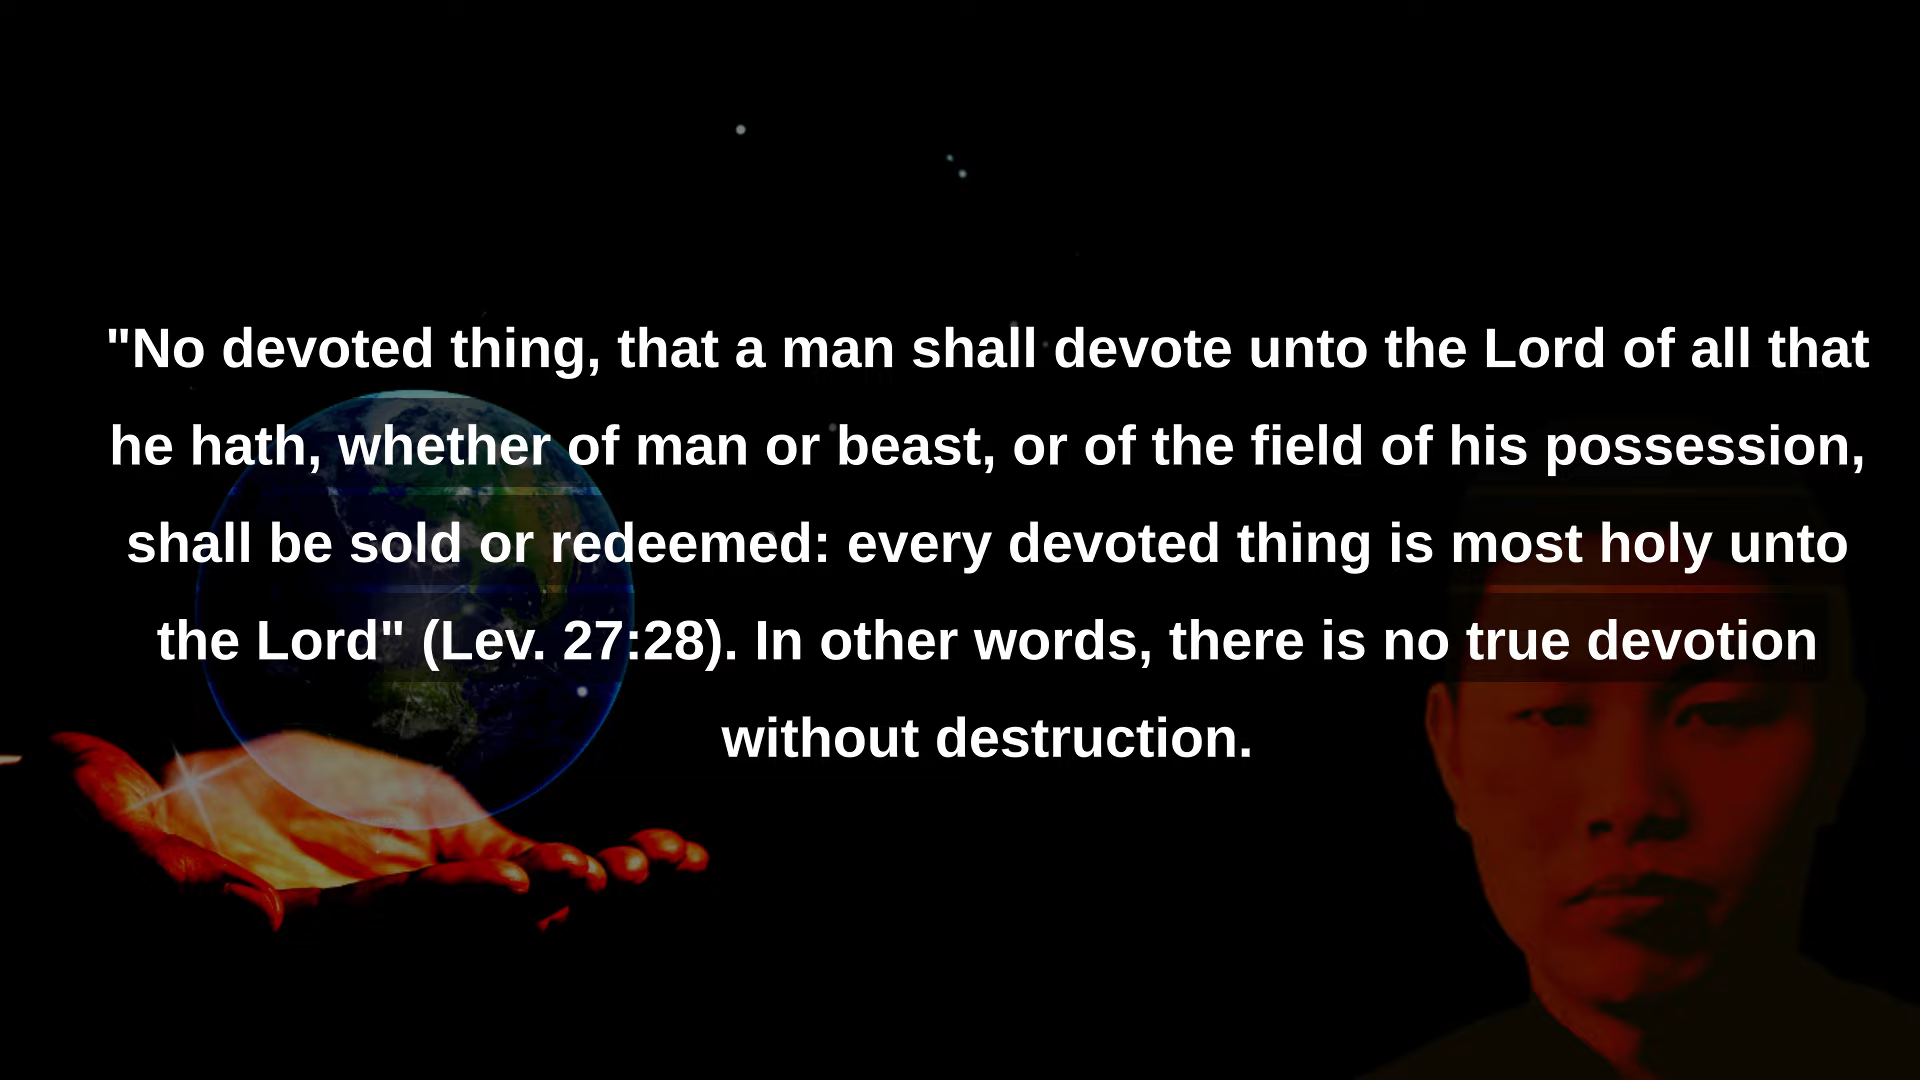 "No devoted thing, that a man shall devote unto the Lord of all that
he hath, whether of man or beast, or of the field of his possession,
shall be sold or redeemed: every devoted thing is most holy unto
the Lord" (Lev. 27:28). In other words, there is no true devotion
without destruction.